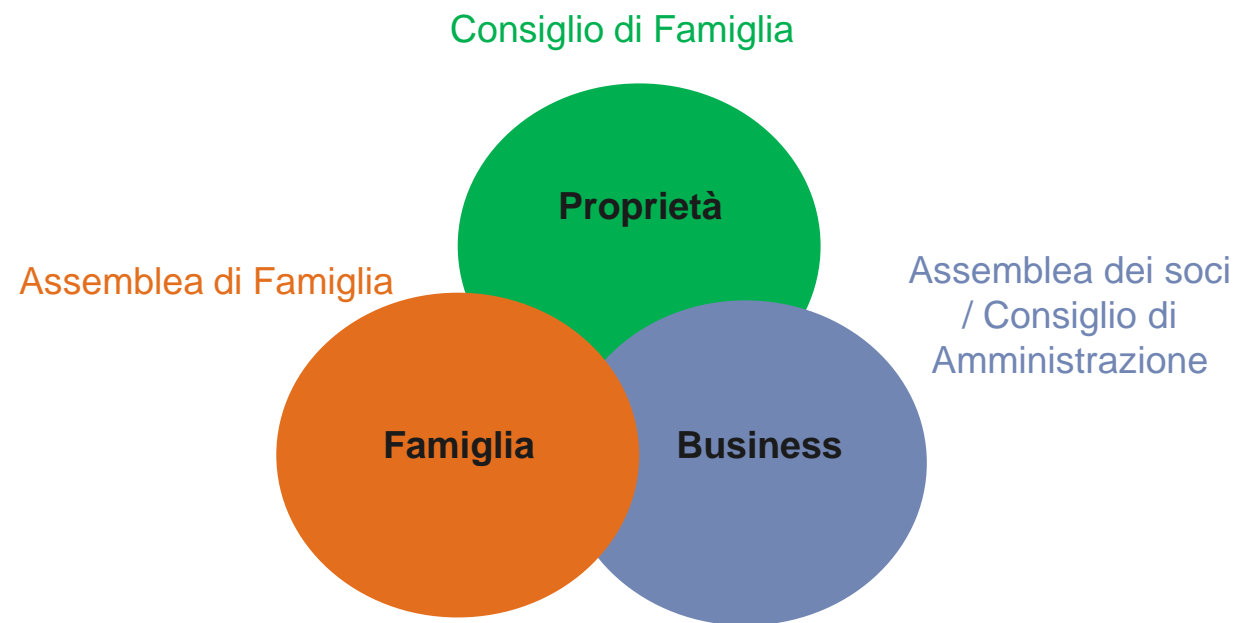 Consiglio di Famiglia
Proprietà
Assemblea di Famiglia
Assemblea dei soci
/ Consiglio di
Amministrazione
Famiglia
Business